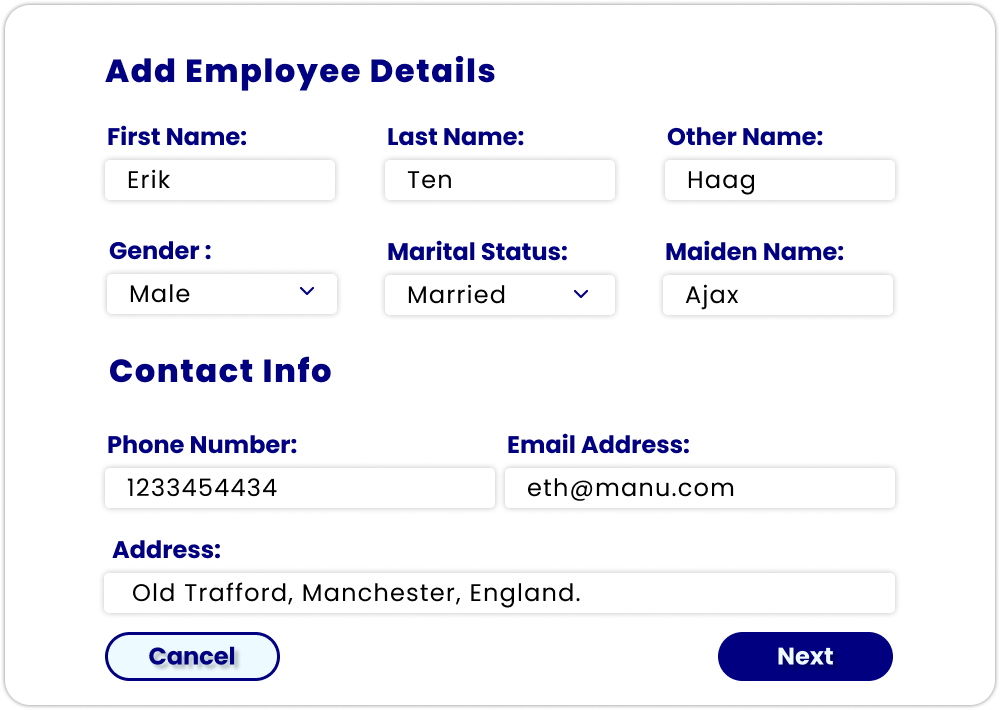 Add Employee Details
First Name: Last Name: Other Name:
Erik Ten Haag
Gender : Marital Status: Maiden Name:
Male Married Ajax
Contact Info
Phone Number: Email Address:
1233454434 eth@manu.com
Address:
Old Trafford, Manchester, England.
Cancel Next